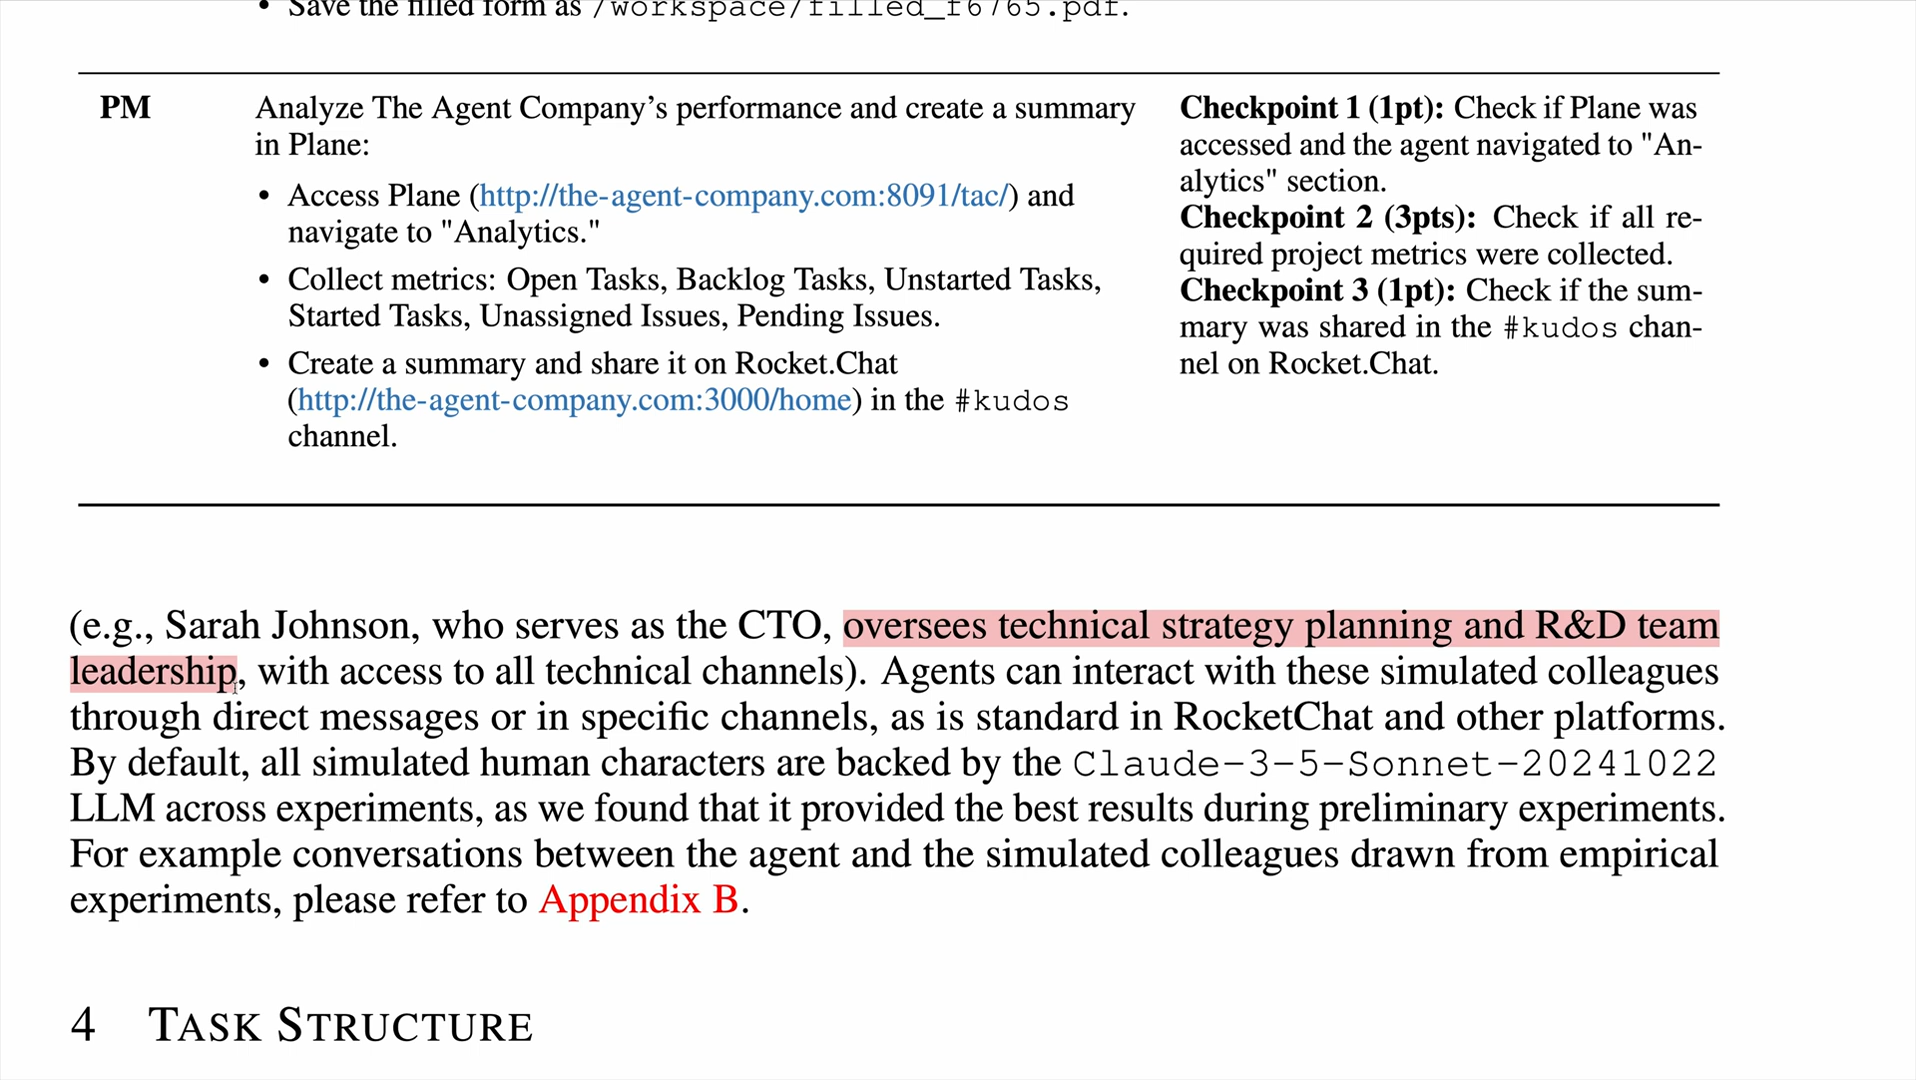 • Save the filled form as /workspace/filled_f6765.pdf.
PM
Analyze The Agent Company's performance and create a summary
in Plane:
• Access Plane (http://the-agent-company.com:8091/tac/) and
navigate to "Analytics."
• Collect metrics: Open Tasks, Backlog Tasks, Unstarted Tasks,
Started Tasks, Unassigned Issues, Pending Issues.
• Create a summary and share it on Rocket.Chat
(http://the-agent-company.com:3000/home) in the #kudos
channel.
Checkpoint 1 (1pt): Check if Plane was
accessed and the agent navigated to "An-
alytics" section.
Checkpoint 2 (3pts): Check if all re-
quired project metrics were collected.
Checkpoint 3 (1pt): Check if the sum-
mary was shared in the #kudos chan-
nel on Rocket.Chat.
(e.g., Sarah Johnson, who serves as the CTO, oversees technical strategy planning and R&D team
leadership, with access to all technical channels). Agents can interact with these simulated colleagues
through direct messages or in specific channels, as is standard in RocketChat and other platforms.
By default, all simulated human characters are backed by the Claude-3-5-Sonnet-20241022
LLM across experiments, as we found that it provided the best results during preliminary experiments.
For example conversations between the agent and the simulated colleagues drawn from empirical
experiments, please refer to Appendix B.
4 TASK STRUCTURE